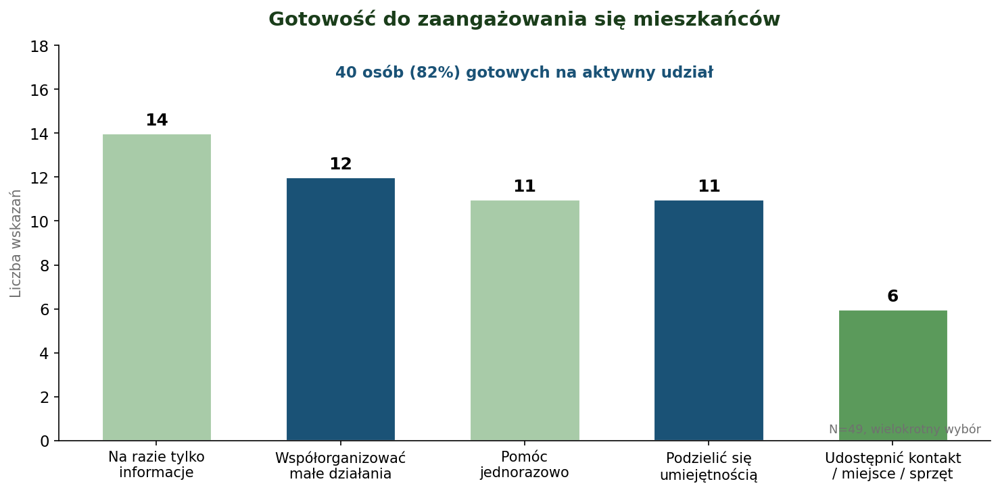 Gotowość do zaangażowania się mieszkańców
40 osób (82%) gotowych na aktywny udział
Liczba wskazań
18
16
14
12
10
8
6
4
2
0
14
12
11
11
6
N=49, wielokrotny wybór
Na razie tylko
informacje
Współorganizować
małe działania
Pomóc
jednorazowo
Podzielić się
umiejętnością
Udostępnić kontakt
/ miejsce / sprzęt